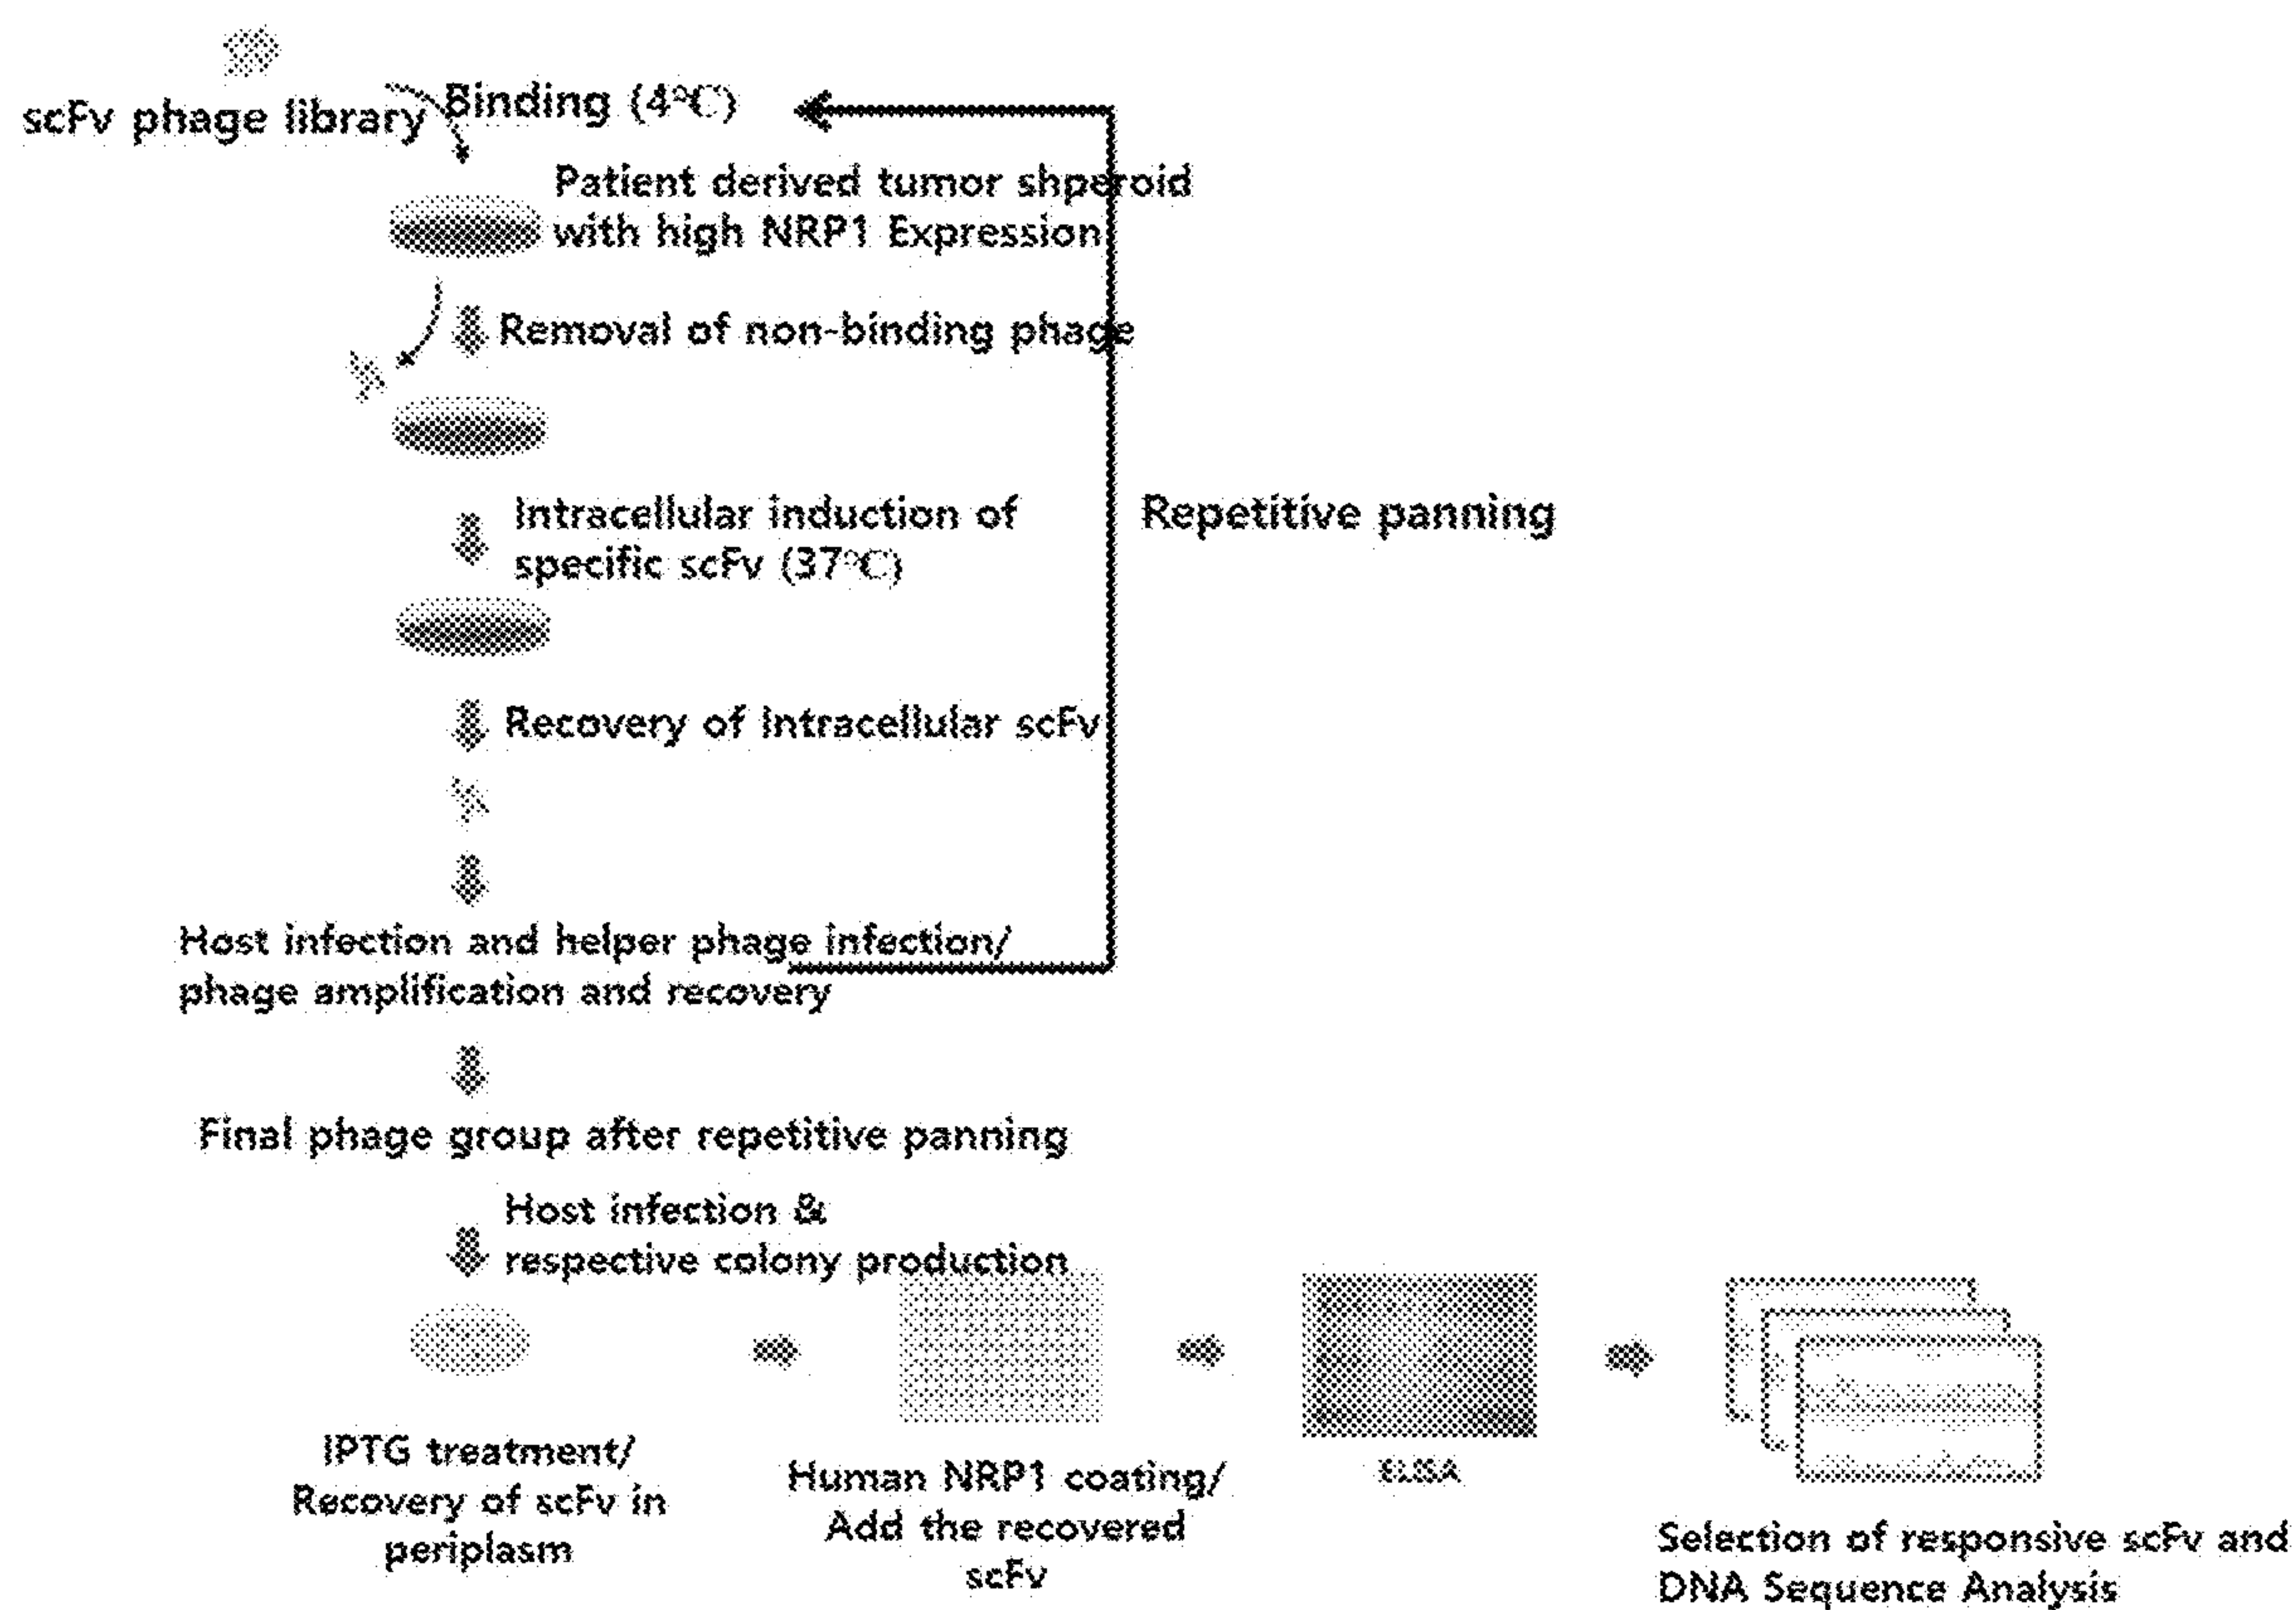 scFv phage library
Binding (4℃)
Patient derived tumor shperoid
with high NRP1 Expression
Removal of non-binding phage
Intracellular induction of
specific scFv (37℃)
Repetitive panning
Recovery of intracellular scFv
Host infection and helper phage infection/
phage amplification and recovery
Final phage group after repetitive panning
Host infection &
respective colony production
IPTG treatment/
Recovery of scFv in
periplasm
Human NRP1 coating/
Add the recovered
scFv
ELISA
Selection of responsive scFv and
DNA Sequence Analysis